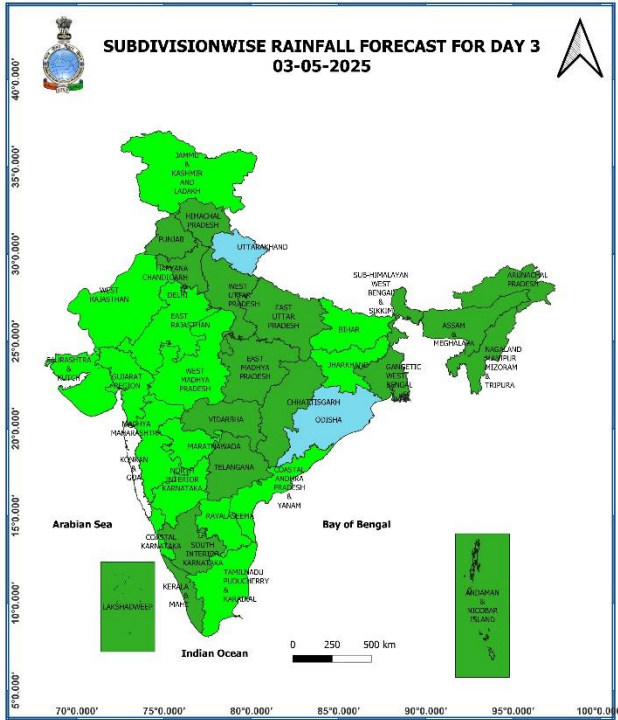 SUBDIVISIONWISE RAINFALL FORECAST FOR DAY 3
03-05-2025
40°0.000'
35°0.000'
30°0.000'
25°0.000'
20°0.000'
15°0.000'
10°0.000'
5°0.000'
JAMMU
&
KASHMIR
AND
LADAKH
HIMACHAL
PRADESH
PUNJAB
UTTARAKHAND
HARYANA
CHANDIGARH
DELHI
WEST
RAJASTHAN
WEST
UTTAR
PRADESH
EAST
UTTAR
PRADESH
SUB-HIMALAYAN
WEST
BENGAL
&
SIKKIM
ARUNACHAL
PRADESH
EAST
RAJASTHAN
BIHAR
ASSAM
&
MEGHALAYA
NAGALAND
MANIPUR
MIZORAM
&
TRIPURA
SAURASHTRA
&
KUTCH
GUJARAT
REGION
WEST
MADHYA
PRADESH
EAST
MADHYA
PRADESH
JHARKHAND
GANGETIC
WEST
BENGAL
CHHATTISGARH
ODISHA
VIDARBHA
MADHYA
MAHARASHTRA
MARATHWADA
KONKAN
&
GOA
NORTH
INTERIOR
KARNATAKA
TELANGANA
COASTAL
ANDHRA
PRADESH
&
YANAM
RAYALASEEMA
Arabian Sea
Bay of Bengal
COASTAL
KARNATAKA
SOUTH
INTERIOR
KARNATAKA
TAMILNADU
PUDUCHERRY
&
KARAIKAL
KERALA
&
MAHE
LAKSHADWEEP
ANDAMAN
&
NICOBAR
ISLAND
Indian Ocean
0 250 500 km
70°0.000' 75°0.000' 80°0.000' 85°0.000' 90°0.000' 95°0.000' 100°0.000